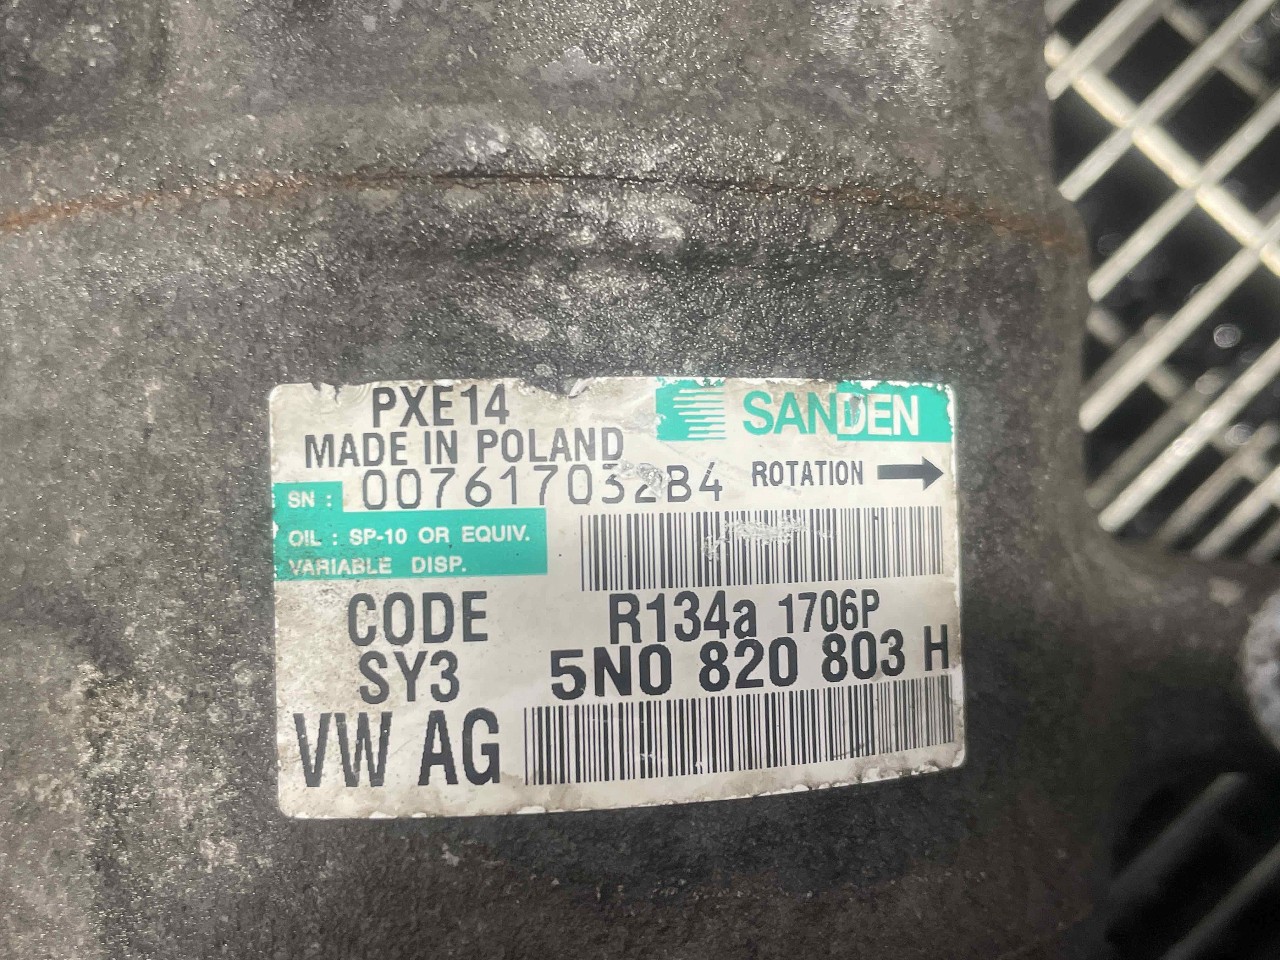 PXE14
SANDEN
MADE IN POLAND
SN : 007617032B4
ROTATION
OIL : SP-10 OR EQUIV.
VARIABLE DISP.
CODE
SY3
R134a 1706P
5N0 820 803 H
VW AG